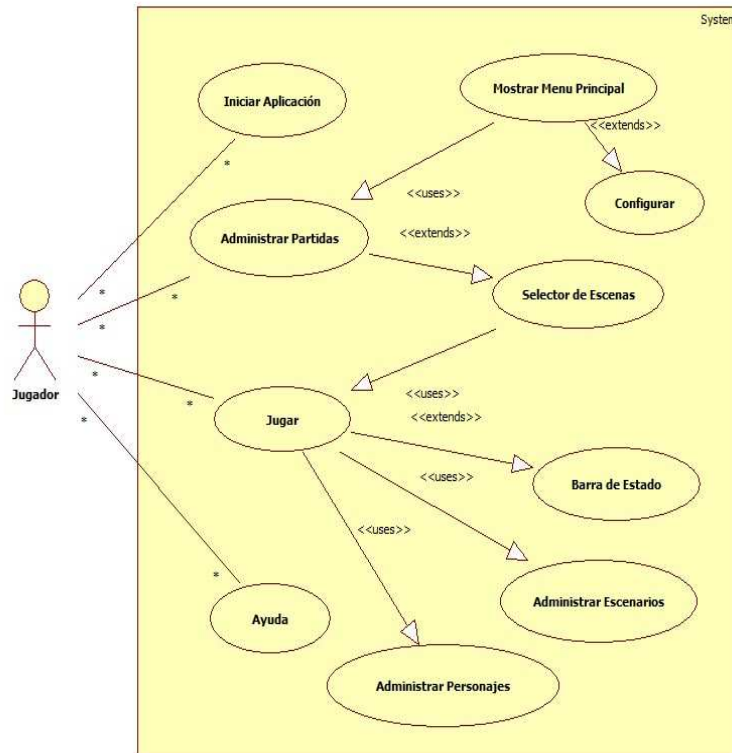 System
Iniciar Aplicación
Mostrar Menu Principal
<<extends>>
*
<<uses>>
Configurar
Administrar Partidas
<<extends>>
Selector de Escenas
*
*
*
Jugador
*
*
<<uses>>
<<extends>>
Jugar
*
<<uses>>
Barra de Estado
<<uses>>
*
Ayuda
Administrar Escenarios
Administrar Personajes